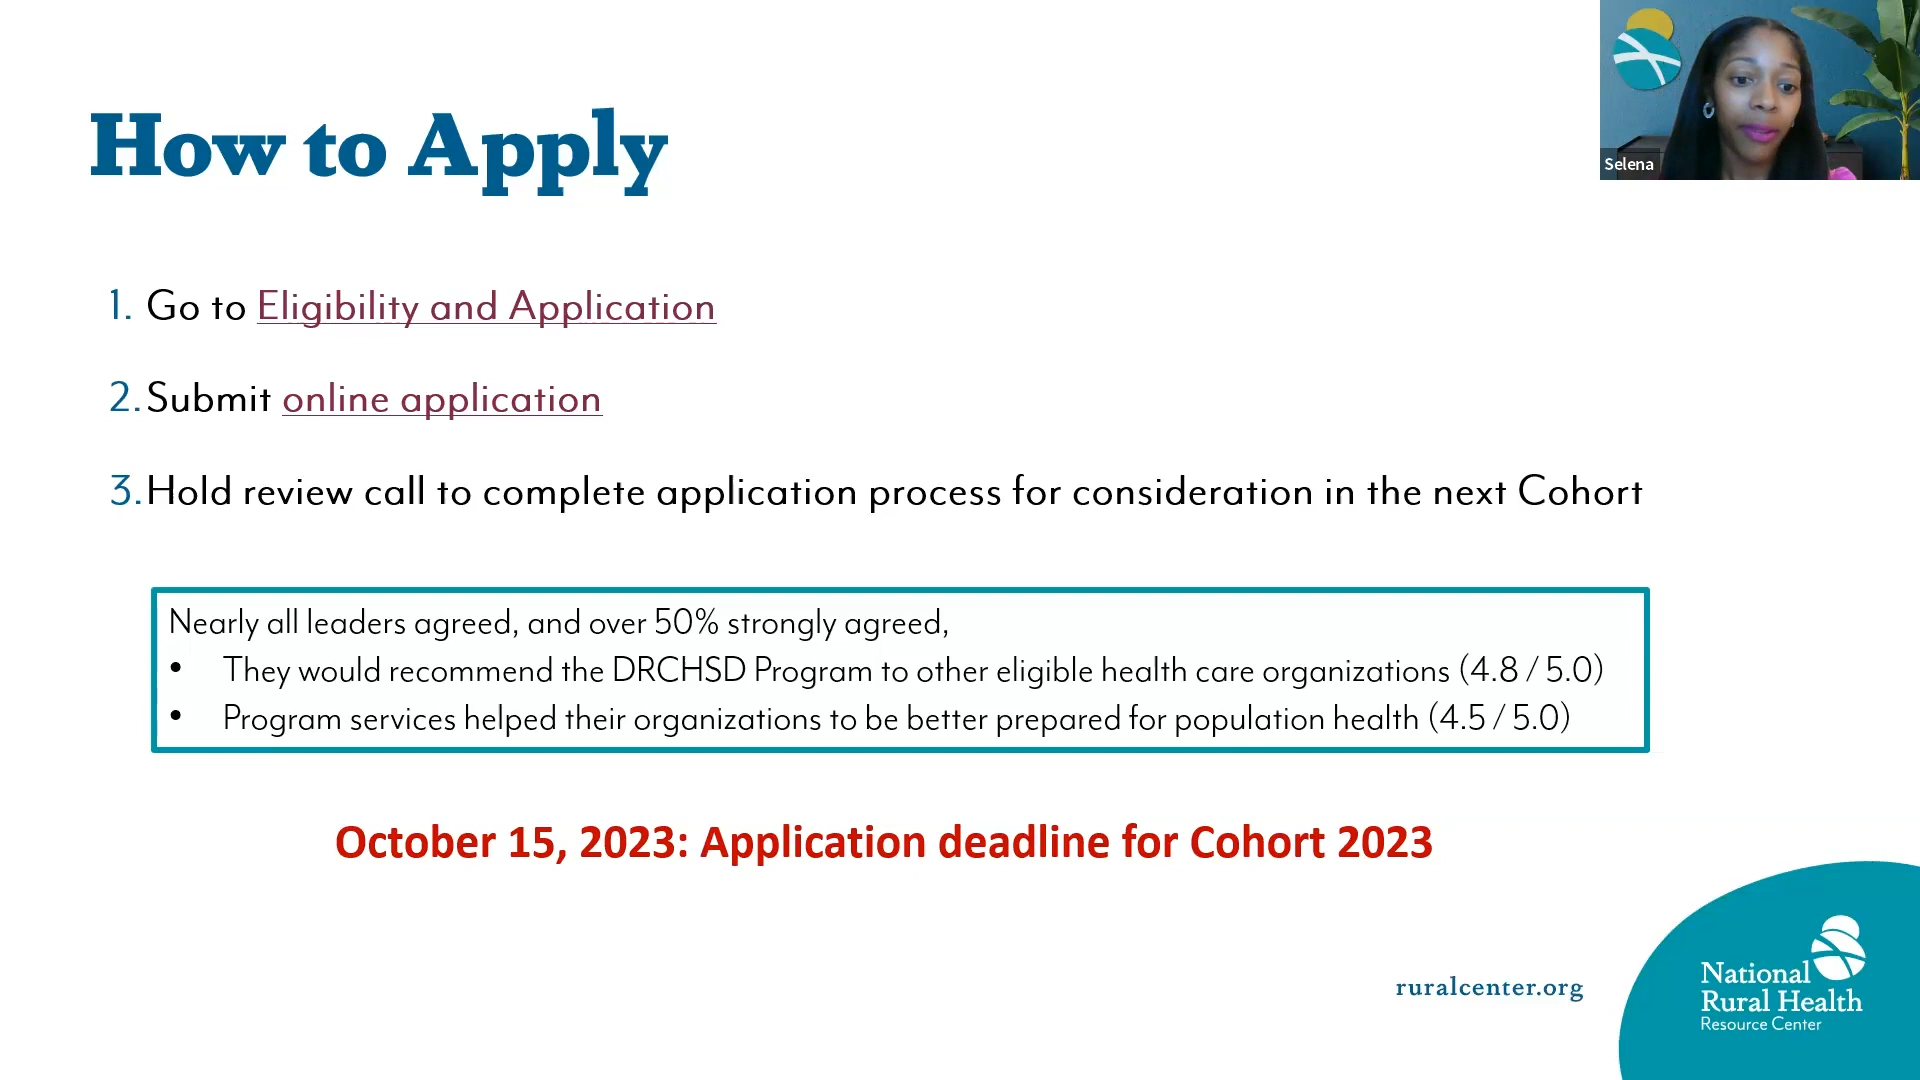 How to Apply
Selena
1. Go to Eligibility and Application
2. Submit online application
3. Hold review call to complete application process for consideration in the next Cohort
Nearly all leaders agreed, and over 50% strongly agreed,
• They would recommend the DRCHSD Program to other eligible health care organizations (4.8 / 5.0)
• Program services helped their organizations to be better prepared for population health (4.5 / 5.0)
October 15, 2023: Application deadline for Cohort 2023
ruralcenter.org
National
Rural Health
Resource Center